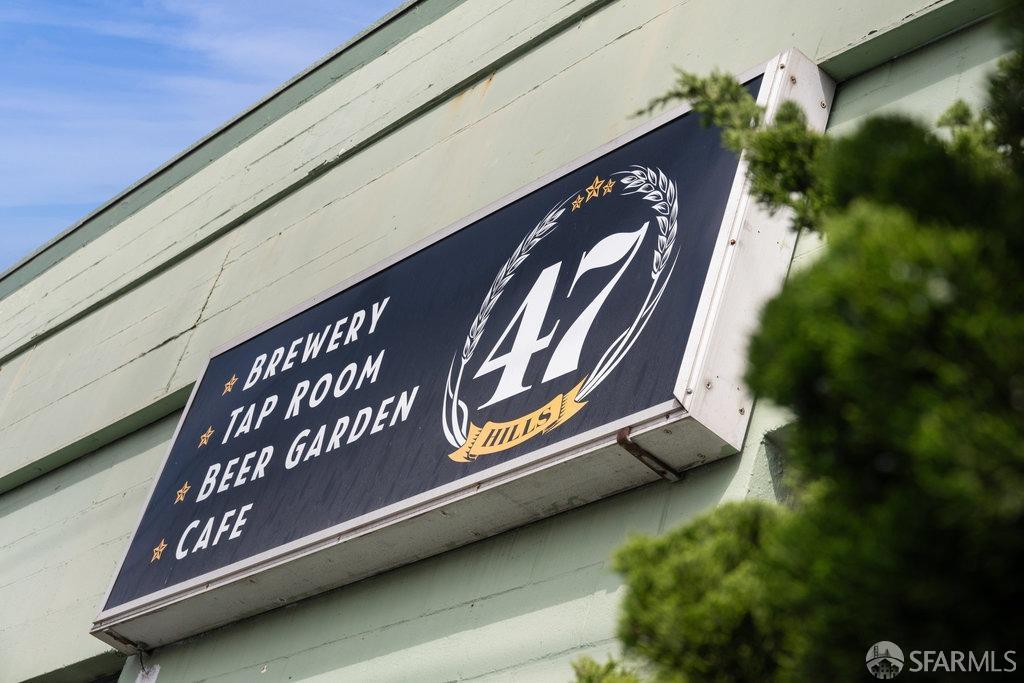 BREWERY
TAP ROOM
BEER GARDEN
CAFE
47
HILLS
SFARMLS